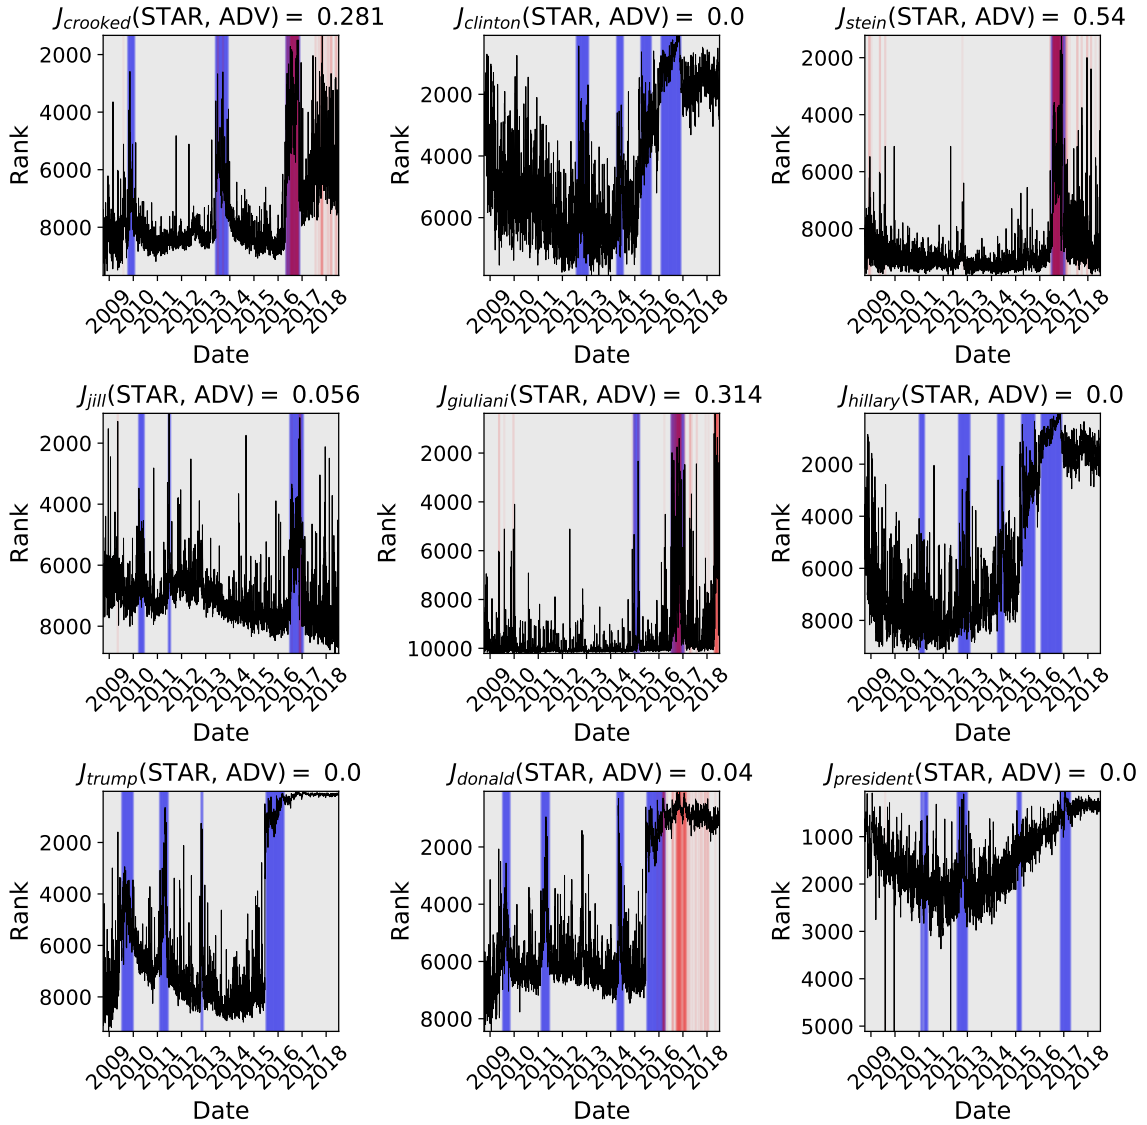 J_crooked(STAR, ADV) = 0.281
Rank
2000
4000
6000
8000
2009 2010 2011 2012 2013 2014 2015 2016 2017 2018
Date
J_clinton(STAR, ADV) = 0.0
Rank
2000
4000
6000
2009 2010 2011 2012 2013 2014 2015 2016 2017 2018
Date
J_stein(STAR, ADV) = 0.54
Rank
2000
4000
6000
8000
2009 2010 2011 2012 2013 2014 2015 2016 2017 2018
Date
J_jill(STAR, ADV) = 0.056
Rank
2000
4000
6000
8000
2009 2010 2011 2012 2013 2014 2015 2016 2017 2018
Date
J_giuliani(STAR, ADV) = 0.314
Rank
2000
4000
6000
8000
10000
2009 2010 2011 2012 2013 2014 2015 2016 2017 2018
Date
J_hillary(STAR, ADV) = 0.0
Rank
2000
4000
6000
8000
2009 2010 2011 2012 2013 2014 2015 2016 2017 2018
Date
J_trump(STAR, ADV) = 0.0
Rank
2000
4000
6000
8000
2009 2010 2011 2012 2013 2014 2015 2016 2017 2018
Date
J_donald(STAR, ADV) = 0.04
Rank
2000
4000
6000
8000
2009 2010 2011 2012 2013 2014 2015 2016 2017 2018
Date
J_president(STAR, ADV) = 0.0
Rank
1000
2000
3000
4000
5000
2009 2010 2011 2012 2013 2014 2015 2016 2017 2018
Date